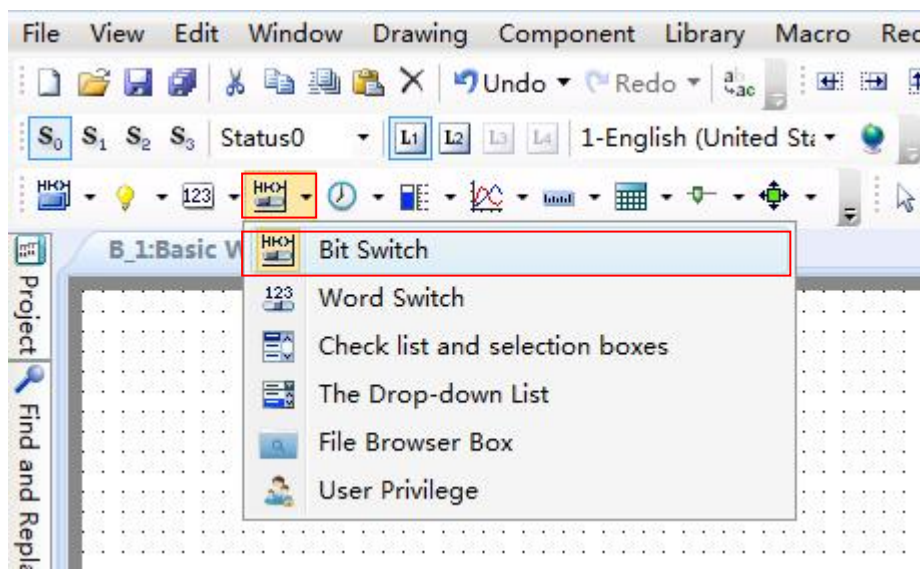 File View Edit Window Drawing Component Library Macro
Undo Redo
S0 S1 S2 S3 Status0 L1 L2 L3 L4 1-English (United Sta
123
B_1:Basic W
Bit Switch
123 Word Switch
Check list and selection boxes
The Drop-down List
File Browser Box
User Privilege
Project
Find and Repla